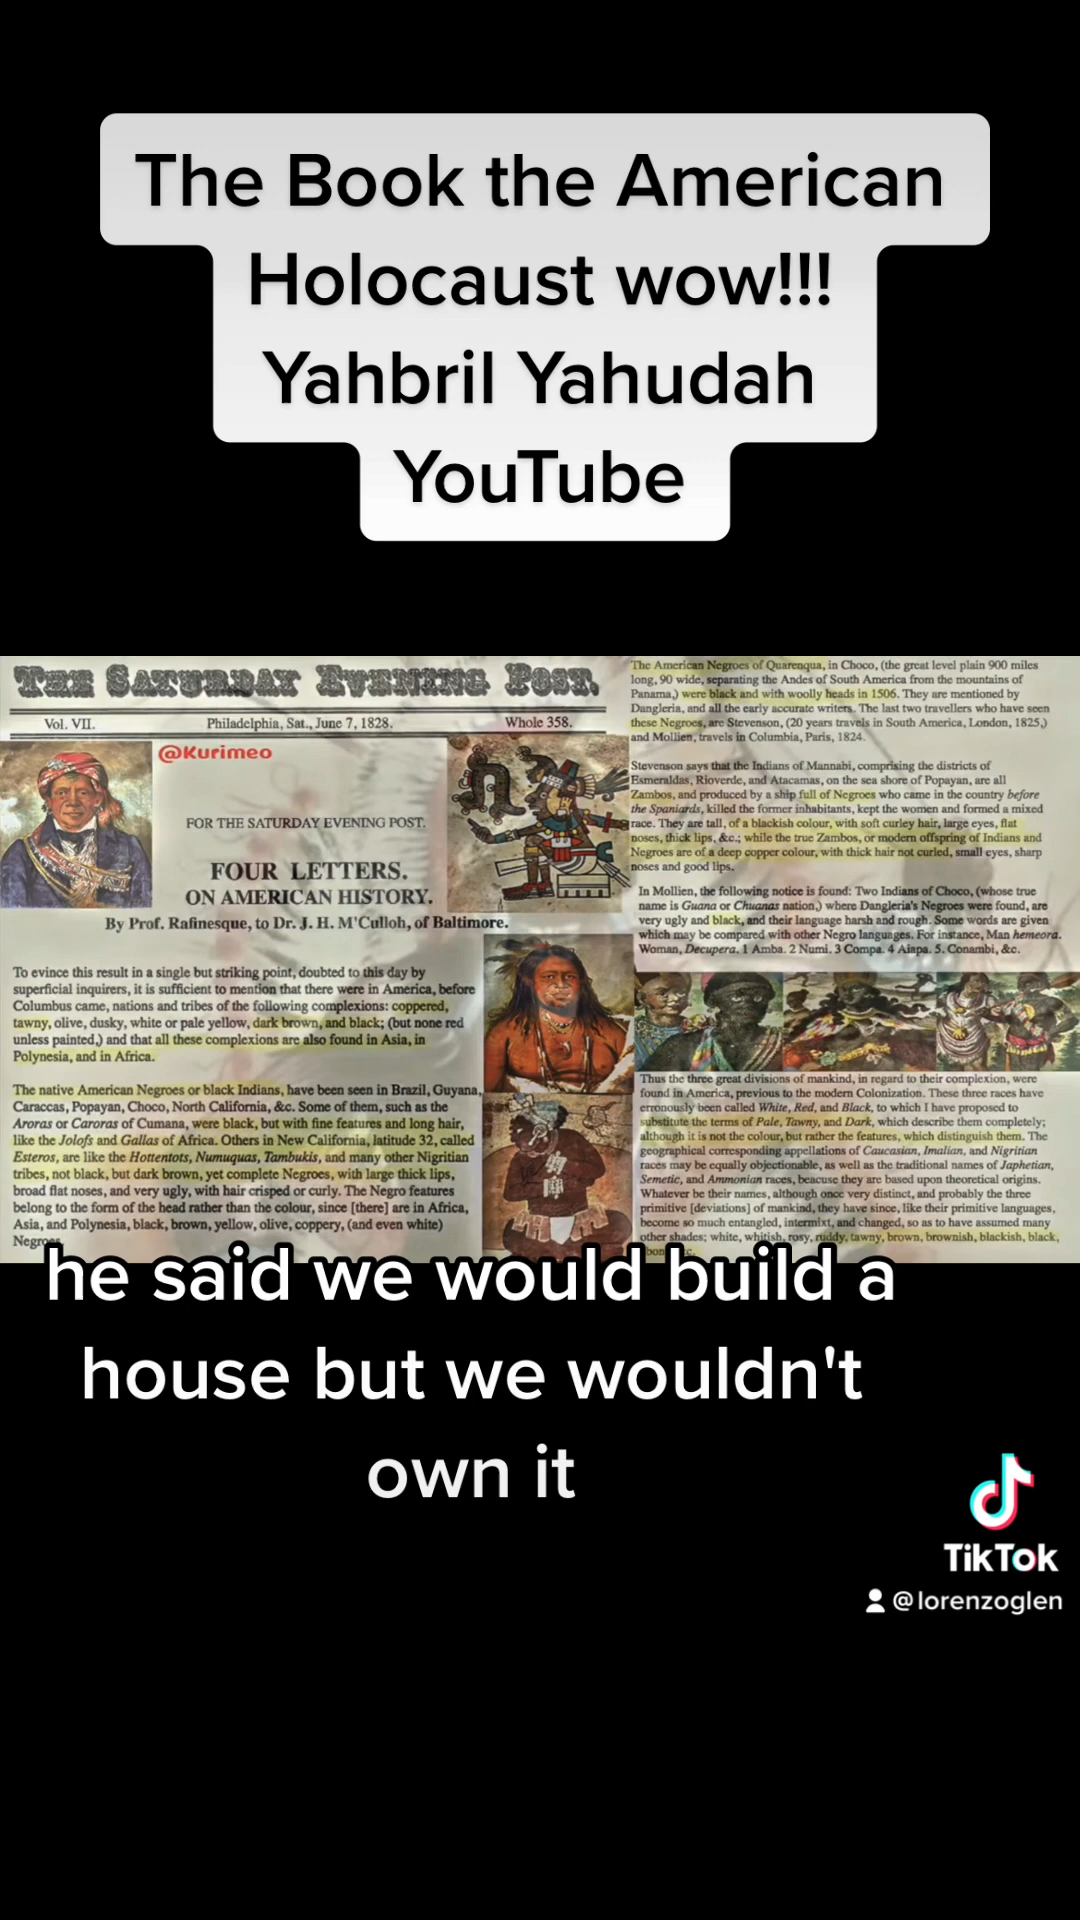 The Book the American
Holocaust wow!!!
Yahbril Yahudah
YouTube
THE SATURDAY EVENING POST.
Vol. VII.
Philadelphia, Sat., June 7, 1828.
Whole 358.
@Kurimeo
FOR THE SATURDAY EVENING POST.
FOUR LETTERS.
ON AMERICAN HISTORY.
By Prof. Rafinesque, to Dr. J. H. M'Culloh, of Baltimore.
To evince this result in a single but striking point, doubted to this day by
superficial inquirers, it is sufficient to mention that there were in America, before
Columbus came, nations and tribes of the following complexions: coppered,
tawny, olive, dusky, white or pale yellow, dark brown, and black; (but none red
unless painted,) and that all these complexions are also found in Asia, in
Polynesia, and in Africa.
The native American Negroes or black Indians, have been seen in Brazil, Guyana,
Caraccas, Popayan, Choco, North California, &c. Some of them, such as the
Aroras or Caroras of Cumana, were black, but with fine features and long hair,
like the Jolofs and Gallas of Africa. Others in New California, latitude 32, called
Esteros, are like the Hottentots, Numuquas, Tambukis, and many other Nigritian
tribes, not black, but dark brown, yet complete Negroes, with large thick lips,
broad flat noses, and very ugly, with hair crisped or curly. The Negro features
belong to the form of the head rather than the colour, since [there] are in Africa,
Asia, and Polynesia, black, brown, yellow, olive, coppery, (and even white)
Negroes.
The American Negroes of Quarenqua, in Choco, (the great level plain 900 miles
long, 90 wide, separating the Andes of South America from the mountains of
Panama,) were black and with woolly heads in 1506. They are mentioned by
Dangleria, and all the early accurate writers. The last two travellers who have seen
these Negroes, are Stevenson, (20 years travels in South America, London, 1825,)
and Mollien, travels in Columbia, Paris, 1824.
Stevenson says that the Indians of Mannabi, comprising the districts of
Esmeraldas, Rioverde, and Atacamas, on the sea shore of Popayan, are all
Zambos, and produced by a ship full of Negroes who came in the country before
the Spaniards, killed the former inhabitants, kept the women and formed a mixed
race. They are tall, of a blackish colour, with soft curley hair, large eyes, flat
noses, thick lips, &c.; while the true Zambos, or modern offspring of Indians and
Negroes are of a deep copper colour, with thick hair not curled, small eyes, sharp
noses and good lips.
In Mollien, the following notice is found: Two Indians of Choco, (whose true
name is Guana or Chuanas nation,) where Dangleria's Negroes were found, are
very ugly and black, and their language harsh and rough. Some words are given
which may be compared with other Negro languages. For instance, Man hemeora.
Woman, Decupera. 1 Amba. 2 Numi. 3 Compa. 4 Aiapa. 5. Conambi, &c.
Thus the three great divisions of mankind, in regard to their complexion, were
found in America, previous to the modern Colonization. These three races have
erronously been called White, Red, and Black, to which I have proposed to
substitute the terms of Pale, Tawny, and Dark, which describe them completely;
although it is not the colour, but rather the features, which distinguish them. The
geographical corresponding appellations of Caucasian, Imalian, and Nigritian
races may be equally objectionable, as well as the traditional names of Japhetian,
Semetic, and Ammonian races, beacuse they are based upon theoretical origins.
Whatever be their names, although once very distinct, and probably the three
primitive [deviations] of mankind, they have since, like their primitive languages,
become so much entangled, intermixt, and changed, so as to have assumed many
other shades; white, whitish, rosy, ruddy, tawny, brown, brownish, blackish, black,
he said we would build a
house but we wouldn't
own it
TikTok
@lorenzoglen